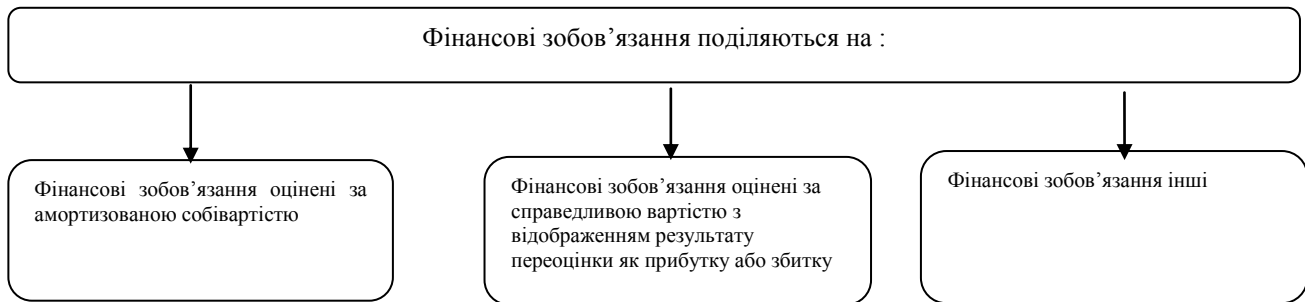 Фінансові зобов’язання поділяються на :
Фінансові зобов’язання оцінені за
амортизованою собівартістю
Фінансові зобов’язання оцінені за
справедливою вартістю з
відображенням результату
переоцінки як прибутку або збитку
Фінансові зобов’язання інші